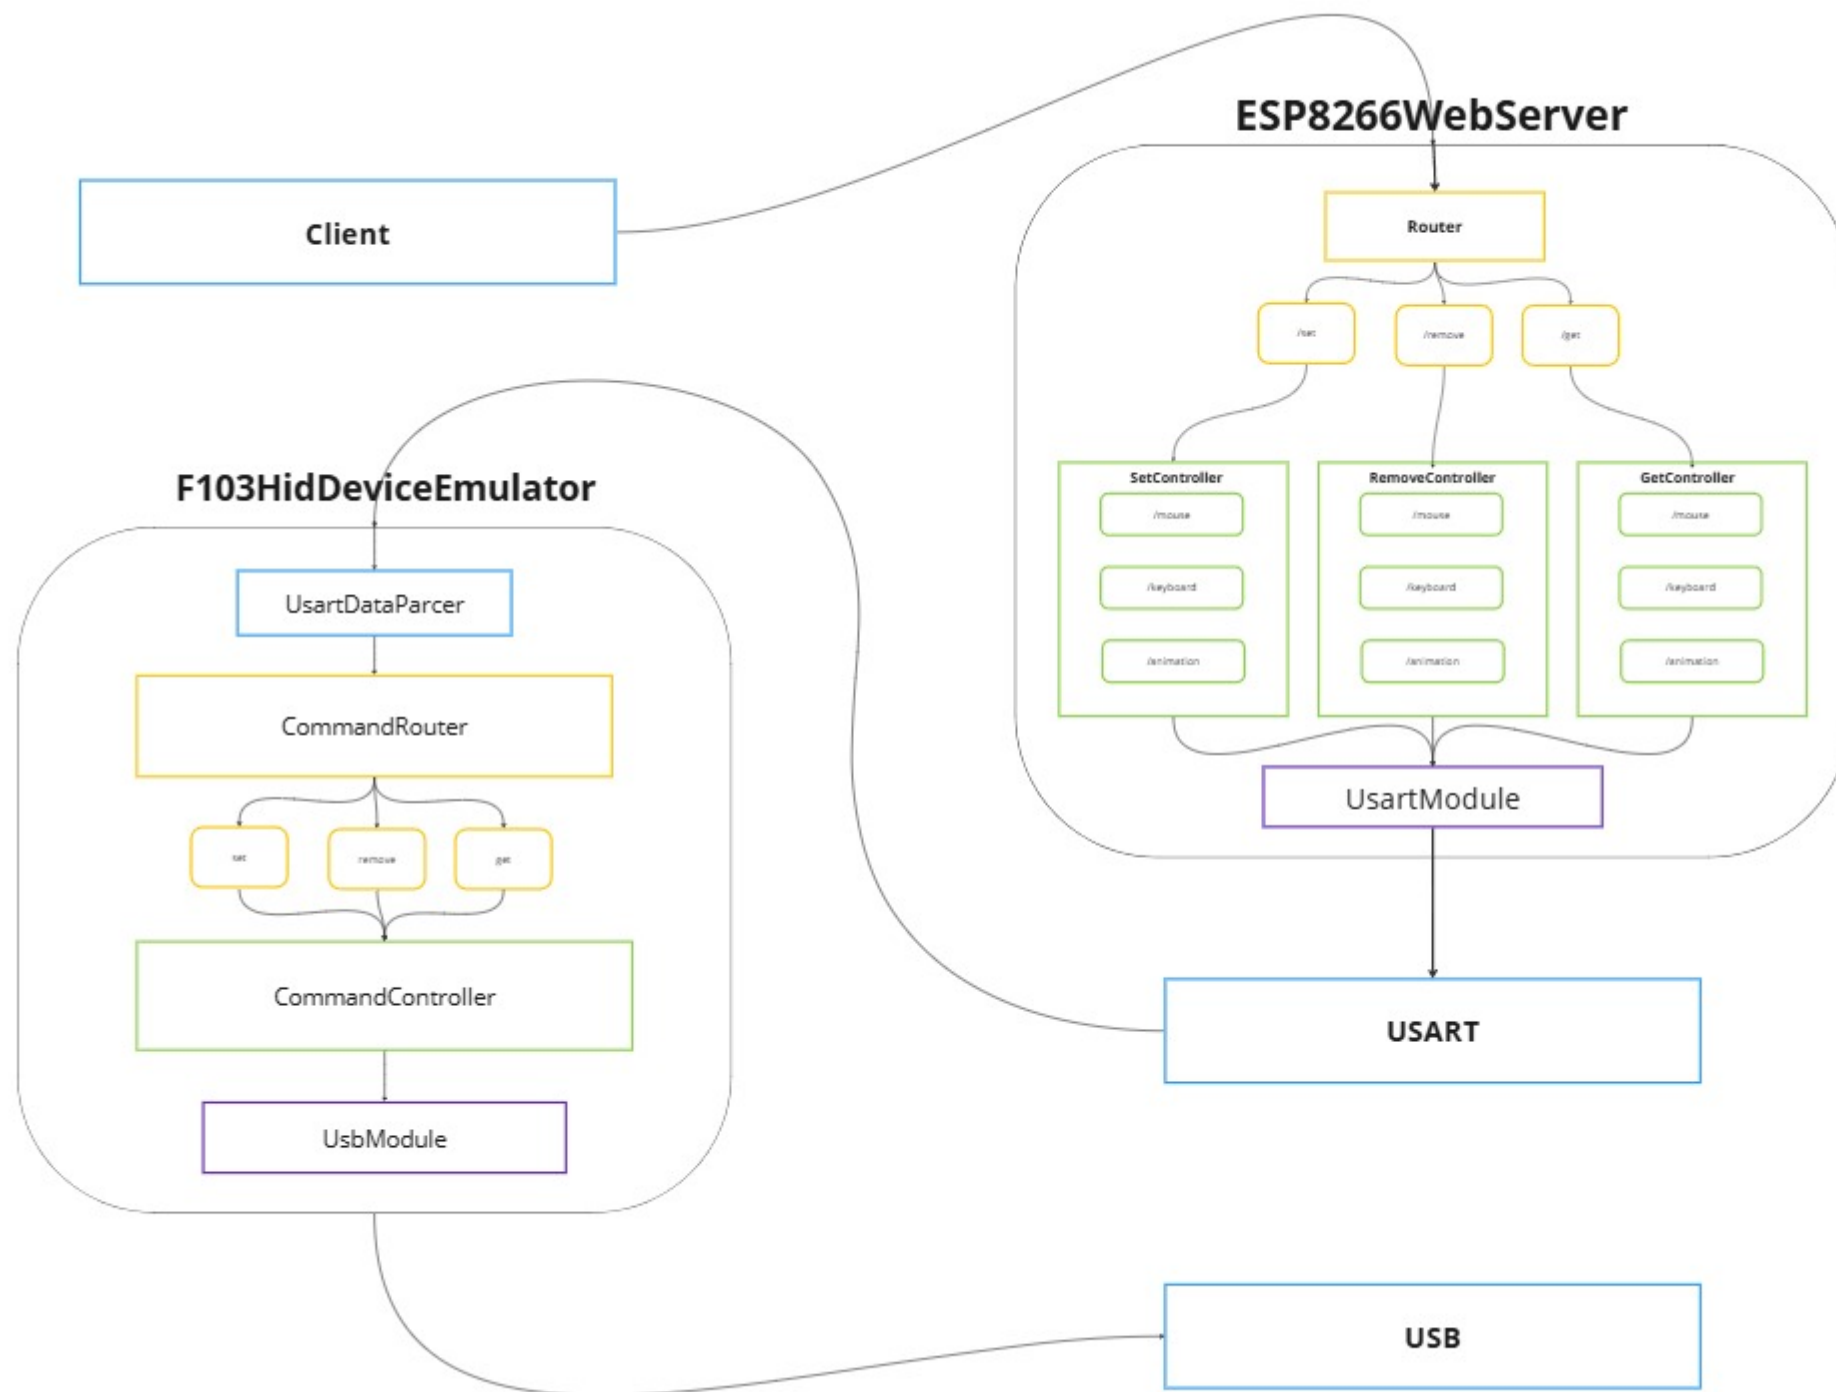 ESP8266WebServer
Client
Router
/set
/remove
/get
F103HidDeviceEmulator
SetController
RemoveController
GetController
/mouse
/mouse
/mouse
/keyboard
/keyboard
/keyboard
/animation
/animation
/animation
UsartDataParcer
CommandRouter
UsartModule
set
remove
get
CommandController
USART
UsbModule
USB